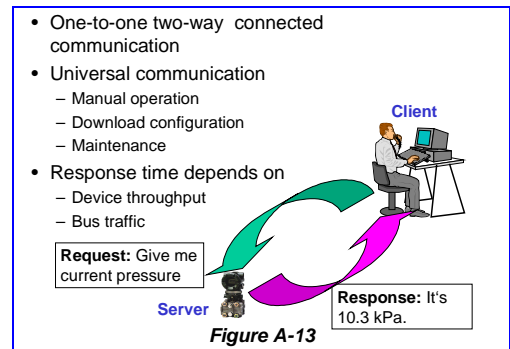 • One-to-one two-way connected
communication
• Universal communication
– Manual operation
– Download configuration
– Maintenance
• Response time depends on
– Device throughput
– Bus traffic
Client
Request: Give me
current pressure
Server
Response: It's
10.3 kPa.
Figure A-13